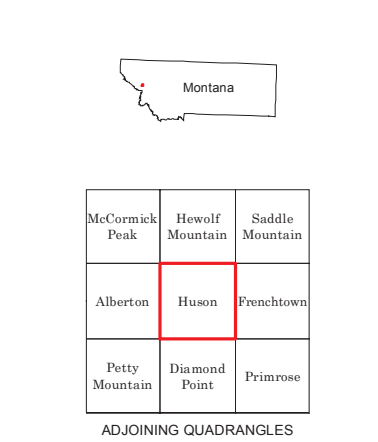 Montana
McCormick Peak
Hewolf Mountain
Saddle Mountain
Alberton
Huson
Frenchtown
Petty Mountain
Diamond Point
Primrose
ADJOINING QUADRANGLES